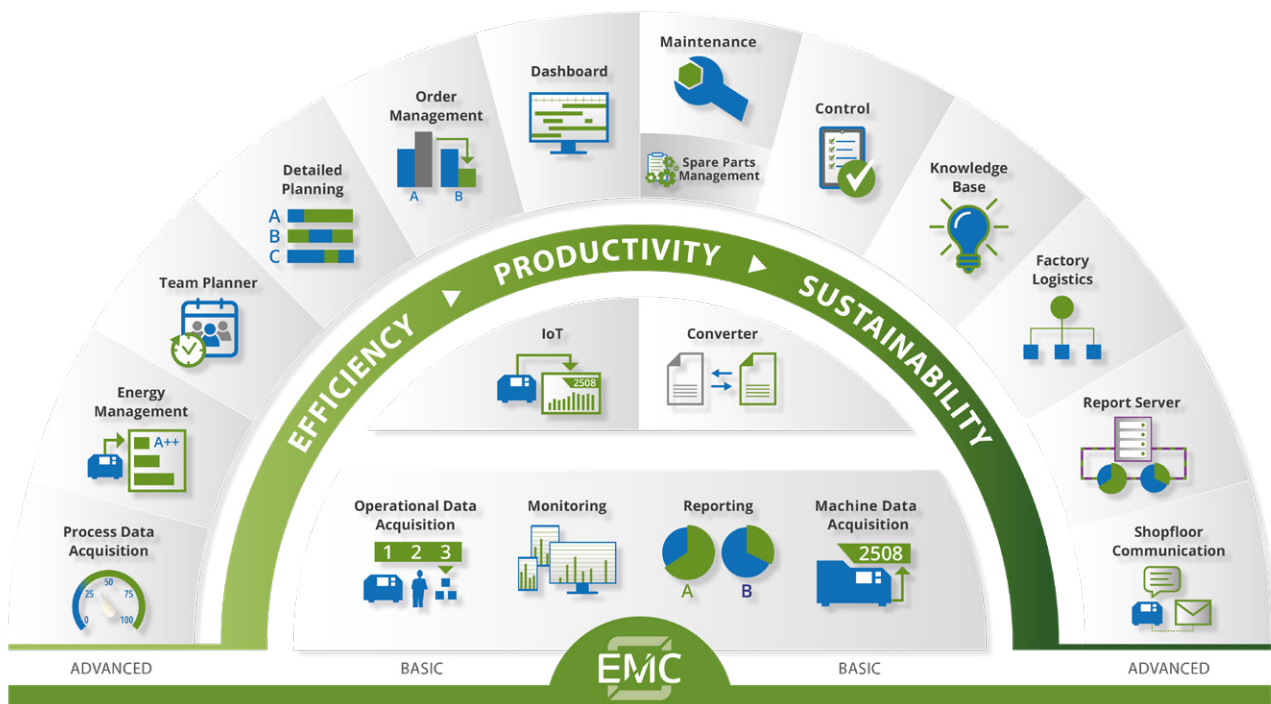 Maintenance
Dashboard
Order
Management
A
B
Spare Parts
Management
Control
Detailed
Planning
A
B
C
Knowledge
Base
Team Planner
Factory
Logistics
Energy
Management
A++
Report Server
Process Data
Acquisition
0
25
50
75
100
Shopfloor
Communication
EFFICIENCY
PRODUCTIVITY
SUSTAINABILITY
IoT
2508
Converter
Operational Data
Acquisition
1 2 3
Monitoring
Reporting
A
B
Machine Data
Acquisition
2508
ADVANCED
BASIC
EMC
BASIC
ADVANCED